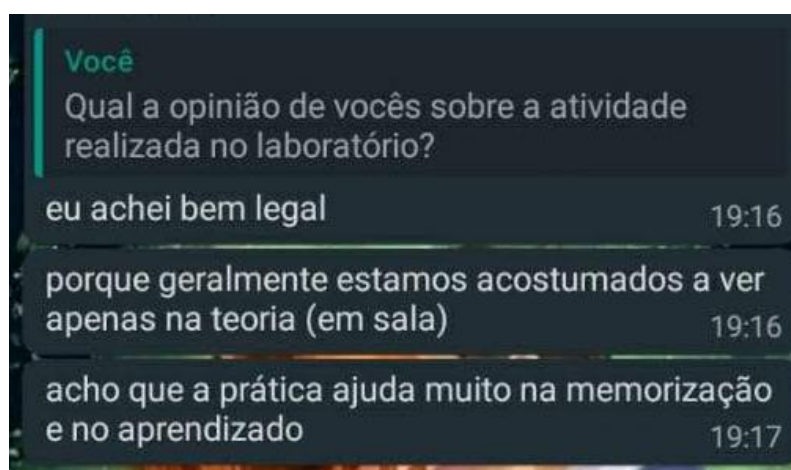 Você
Qual a opinião de vocês sobre a atividade
realizada no laboratório?
eu achei bem legal
19:16
porque geralmente estamos acostumados a ver
apenas na teoria (em sala)
19:16
acho que a prática ajuda muito na memorização
e no aprendizado
19:17